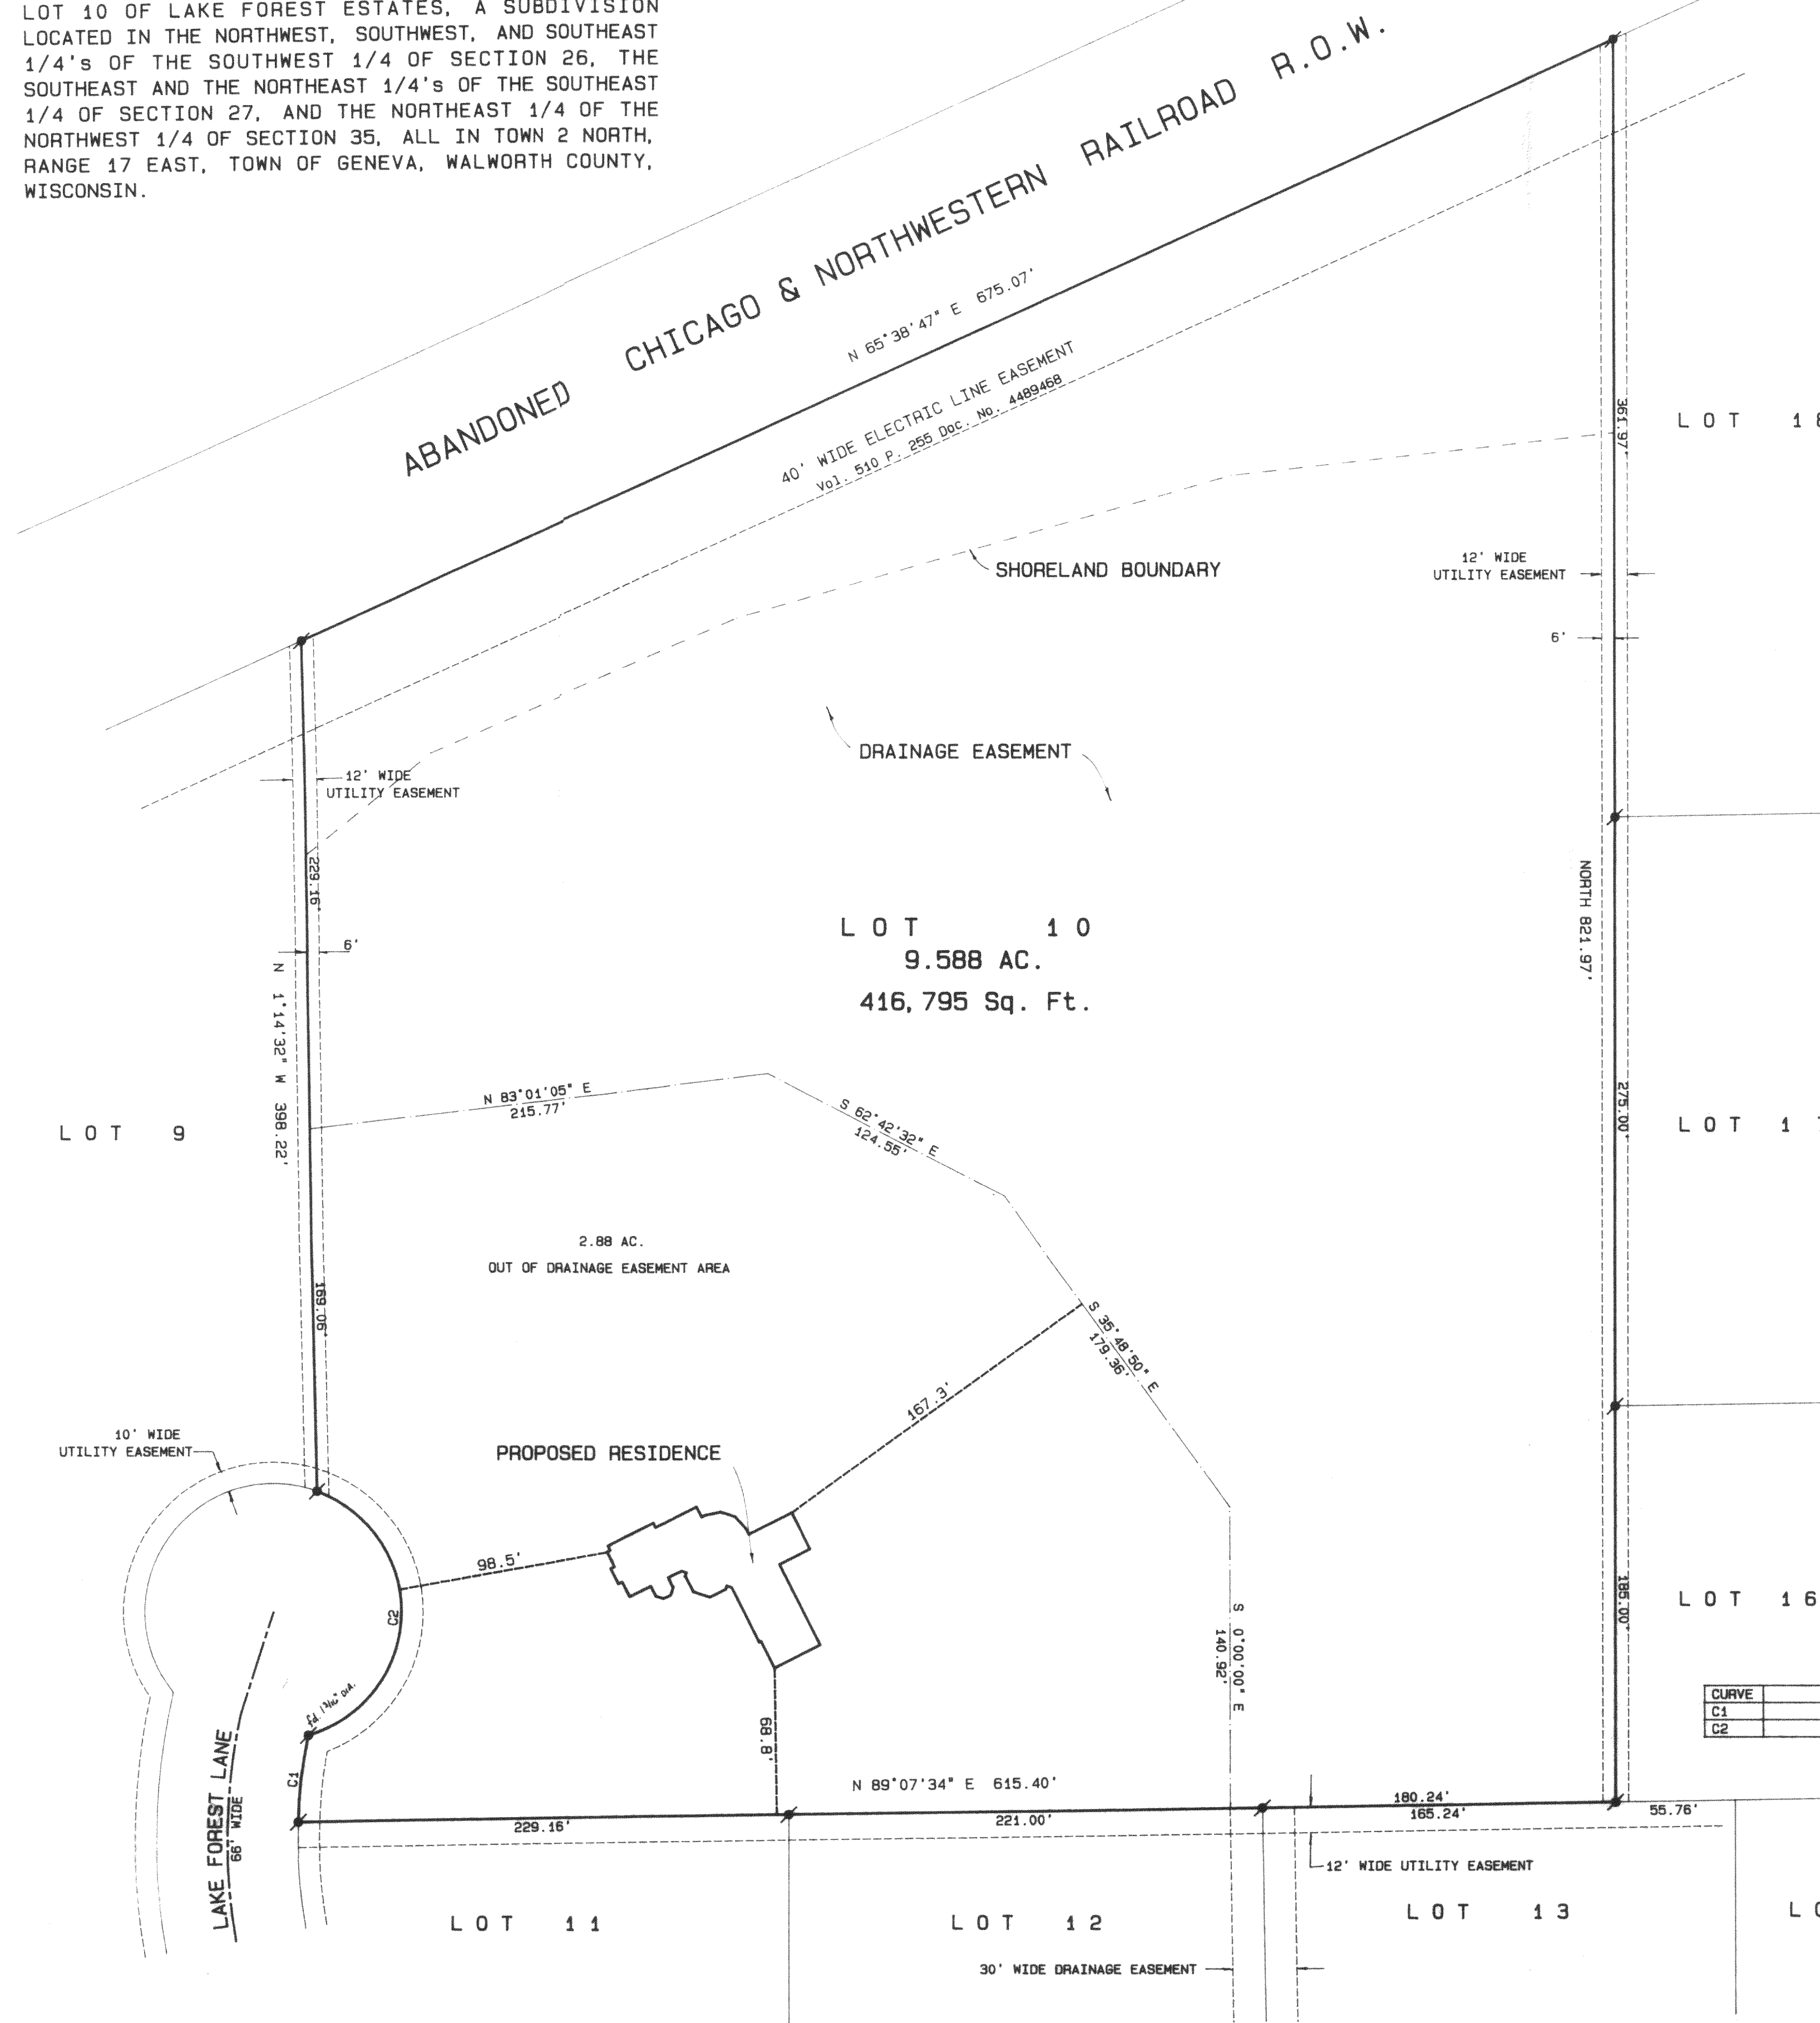 LOT 10 OF LAKE FOREST ESTATES, A SUBDIVISION
LOCATED IN THE NORTHWEST, SOUTHWEST, AND SOUTHEAST
1/4's OF THE SOUTHWEST 1/4 OF SECTION 26, THE
SOUTHEAST AND THE NORTHEAST 1/4's OF THE SOUTHEAST
1/4 OF SECTION 27, AND THE NORTHEAST 1/4 OF THE
NORTHWEST 1/4 OF SECTION 35, ALL IN TOWN 2 NORTH,
RANGE 17 EAST, TOWN OF GENEVA, WALWORTH COUNTY,
WISCONSIN.
ABANDONED CHICAGO & NORTHWESTERN RAILROAD R.O.W.
N 65°38'47" E 675.07'
40' WIDE ELECTRIC LINE EASEMENT
Vol. 510 P. 255 Doc. No. 4489468
361.97'
LOT 18
SHORELAND BOUNDARY
12' WIDE
UTILITY EASEMENT
6'
DRAINAGE EASEMENT
12' WIDE
UTILITY EASEMENT
229.16'
6'
N 1°14'32" W 398.22'
NORTH 821.97'
LOT 10
9.588 AC.
416,795 Sq. Ft.
LOT 9
N 83°01'05" E
215.77'
S 62°42'32" E
124.55'
275.00'
LOT 1
2.88 AC.
OUT OF DRAINAGE EASEMENT AREA
169.06'
S 35°48'50" E
179.36'
167.3'
10' WIDE
UTILITY EASEMENT
PROPOSED RESIDENCE
98.5'
C2
185.00'
LOT 16
S 0°00'00" E
140.92'
fd. 1 3/16" DIA.
CURVE
C1
C2
LAKE FOREST LANE
66' WIDE
C1
68.8'
N 89°07'34" E 615.40'
229.16'
221.00'
180.24'
165.24'
55.76'
12' WIDE UTILITY EASEMENT
LOT 11
LOT 12
LOT 13
LO
30' WIDE DRAINAGE EASEMENT